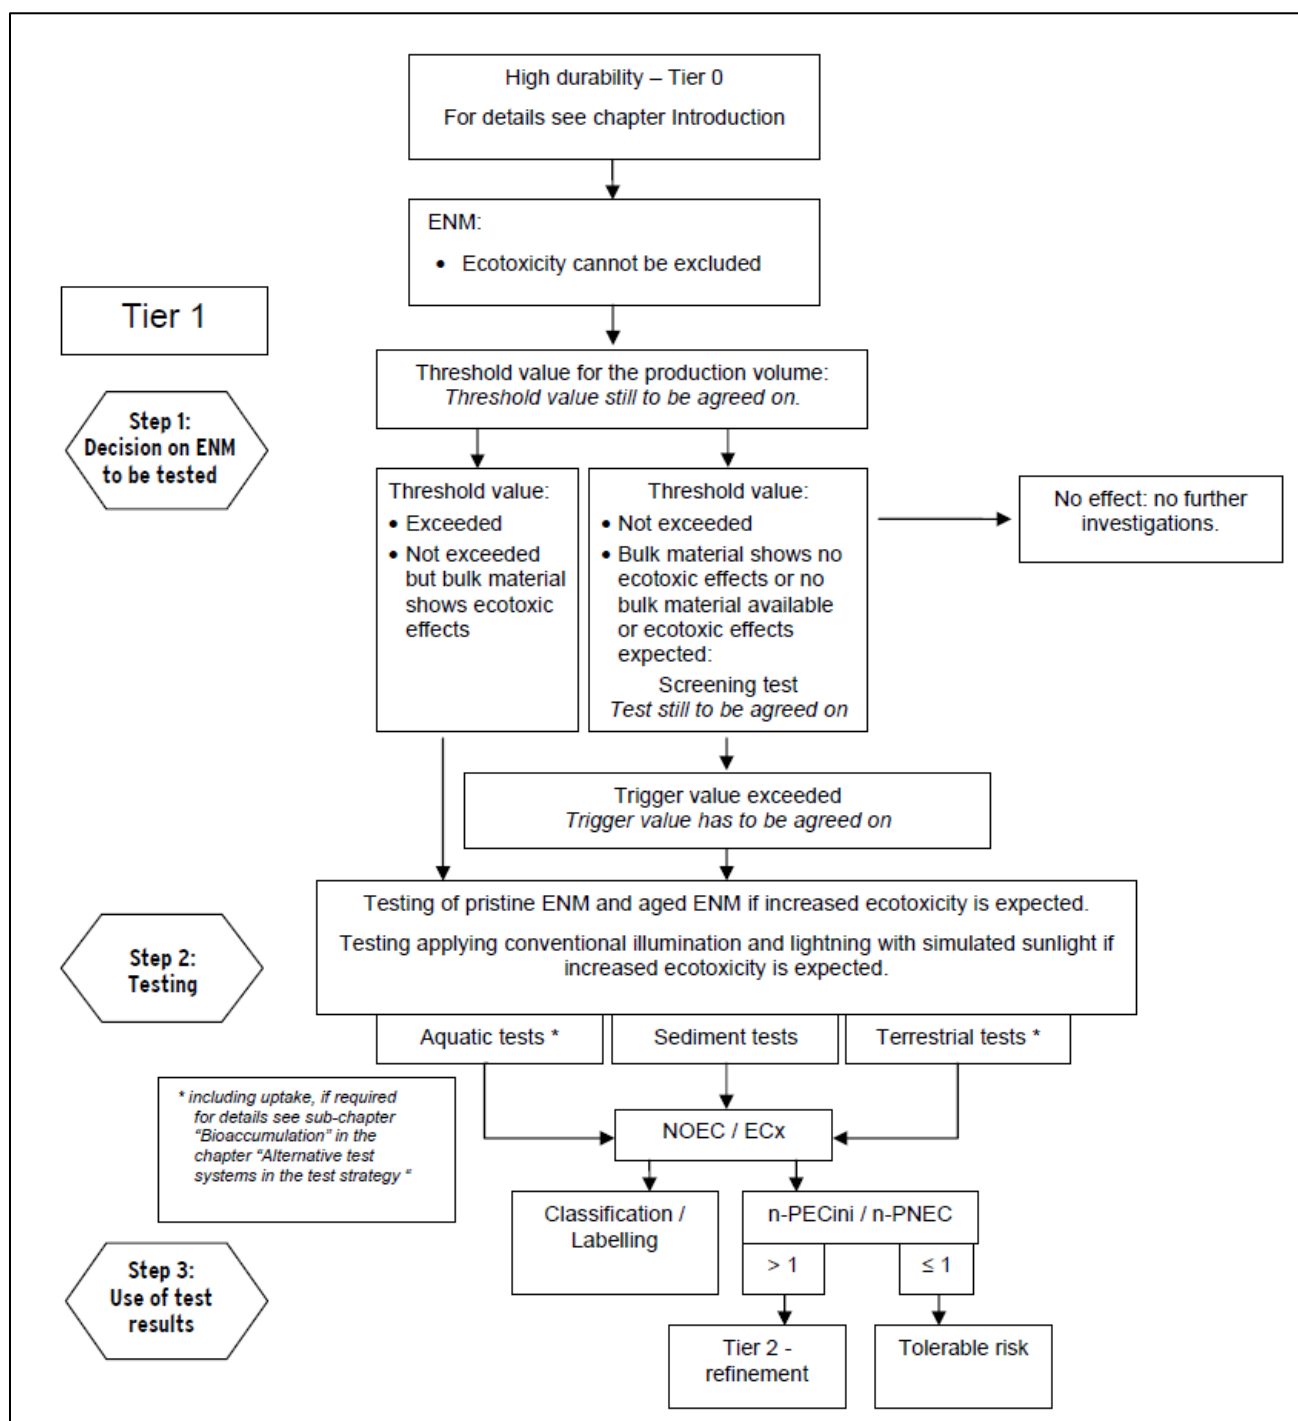 High durability – Tier 0
For details see chapter Introduction
ENM:
• Ecotoxicity cannot be excluded
Tier 1
Threshold value for the production volume:
Threshold value still to be agreed on.
Step 1:
Decision on ENM
to be tested
Threshold value:
• Exceeded
• Not exceeded
but bulk material
shows ecotoxic
effects
Threshold value:
• Not exceeded
• Bulk material shows no
ecotoxic effects or no
bulk material available
or ecotoxic effects
expected:
Screening test
Test still to be agreed on
No effect: no further
investigations.
Trigger value exceeded
Trigger value has to be agreed on
Step 2:
Testing
Testing of pristine ENM and aged ENM if increased ecotoxicity is expected.
Testing applying conventional illumination and lightning with simulated sunlight if
increased ecotoxicity is expected.
Aquatic tests *
Sediment tests
Terrestrial tests *
* including uptake, if required
for details see sub-chapter
“Bioaccumulation” in the
chapter “Alternative test
systems in the test strategy “
NOEC / ECx
Classification /
Labelling
n-PECini / n-PNEC
> 1
≤ 1
Step 3:
Use of test
results
Tier 2 -
refinement
Tolerable risk